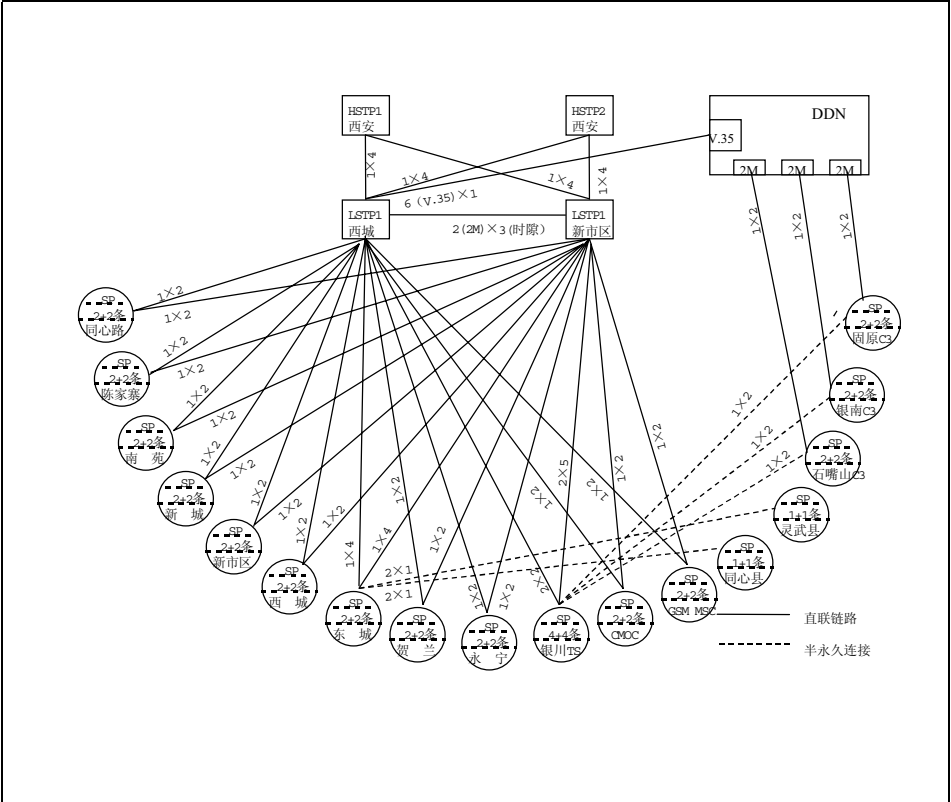 HSTP1
西安
HSTP2
西安
DDN
V.35
2M
2M
2M
1×4
1×4
1×4
1×4
6（V.35)×1
LSTP1
西城
LSTP1
新市区
2(2M)×3(时隙)
1×2
1×2
1×2
SP
2+2条
同心路
1×2
1×2
SP
2+2条
陈家寨
1×2
1×2
SP
2+2条
南 苑
1×2
1×2
SP
2+2条
新 城
1×2
1×2
SP
2+2条
新市区
1×2
1×2
SP
2+2条
西 城
1×2
1×2
SP
2+2条
东 城
1×4
1×4
SP
2+2条
贺 兰
1×2
1×2
SP
2+2条
永 宁
1×2
1×2
SP
4+4条
银川TS
2×5
SP
2+2条
CMOC
1×2
1×2
SP
2+2条
GSM MSC
1×2
1×2
SP
1+1条
同心县
2×1
SP
1+1条
灵武县
2×1
SP
2+2条
石嘴山C3
1×2
SP
2+2条
银南C3
1×2
SP
2+2条
固原C3
1×2
直联链路
半永久连接